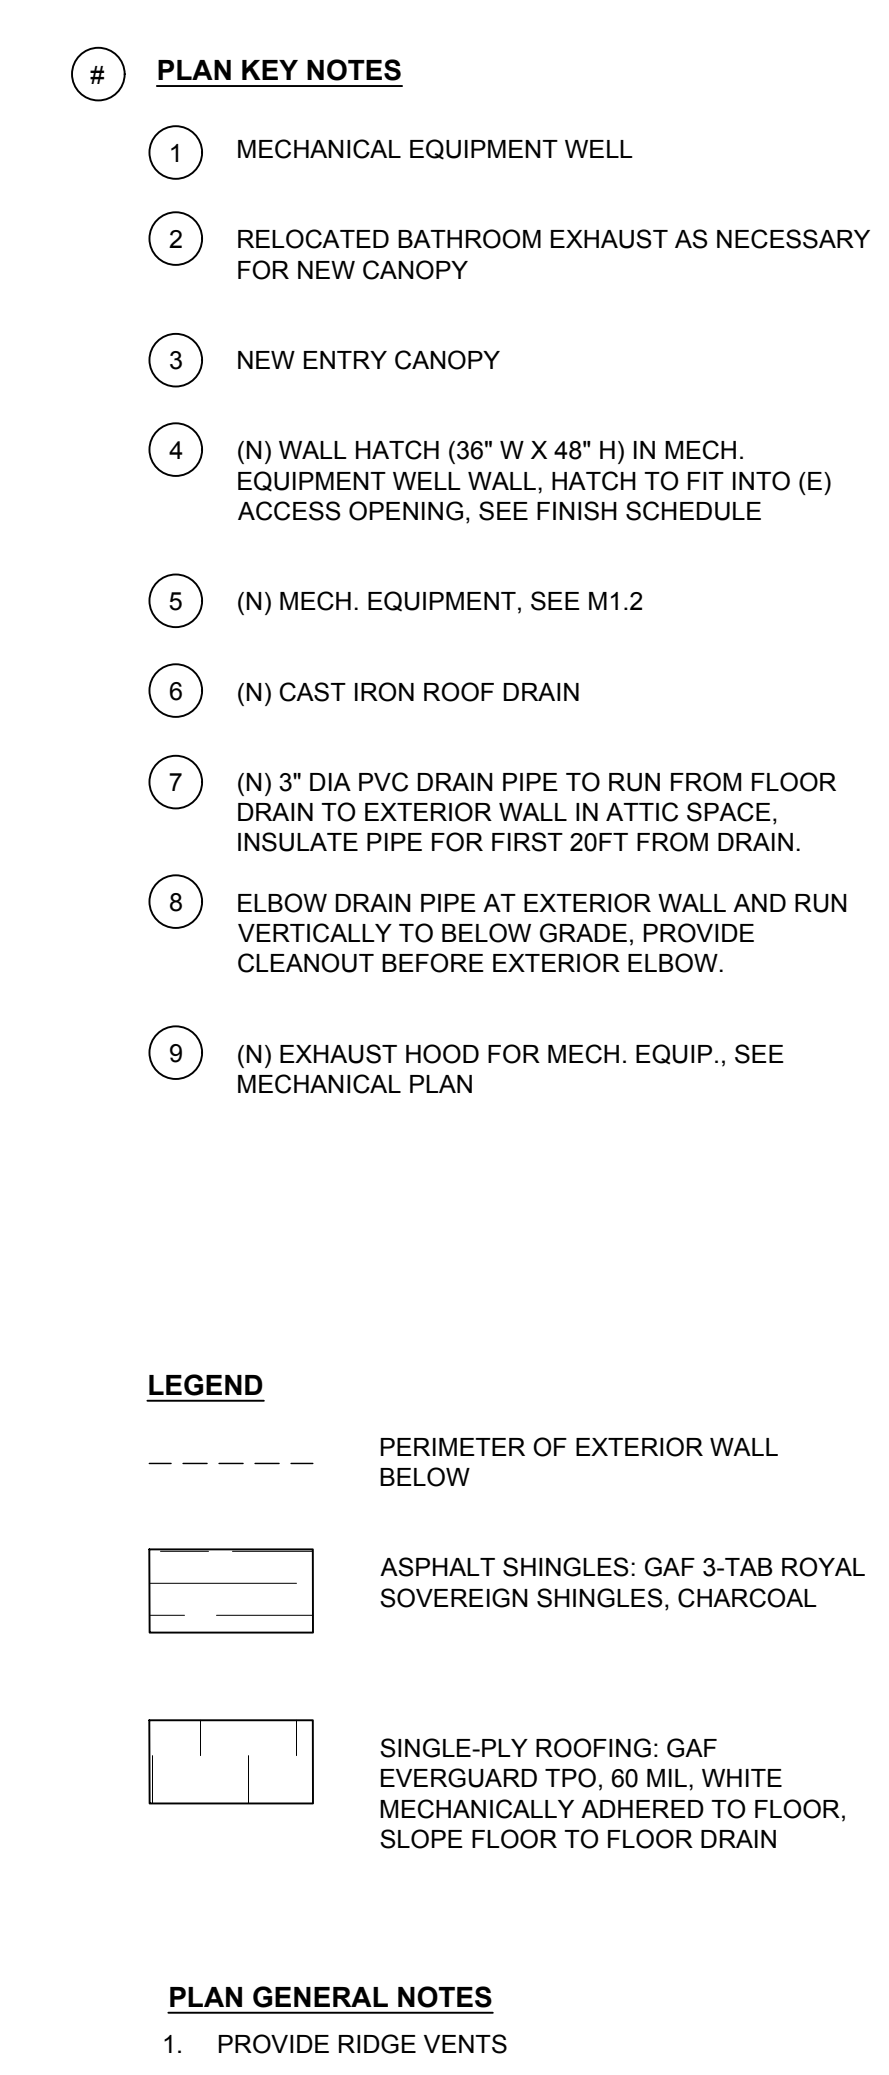 # PLAN KEY NOTES
1 MECHANICAL EQUIPMENT WELL
2 RELOCATED BATHROOM EXHAUST AS NECESSARY
FOR NEW CANOPY
3 NEW ENTRY CANOPY
4 (N) WALL HATCH (36" W X 48" H) IN MECH.
EQUIPMENT WELL WALL, HATCH TO FIT INTO (E)
ACCESS OPENING, SEE FINISH SCHEDULE
5 (N) MECH. EQUIPMENT, SEE M1.2
6 (N) CAST IRON ROOF DRAIN
7 (N) 3" DIA PVC DRAIN PIPE TO RUN FROM FLOOR
DRAIN TO EXTERIOR WALL IN ATTIC SPACE,
INSULATE PIPE FOR FIRST 20FT FROM DRAIN.
8 ELBOW DRAIN PIPE AT EXTERIOR WALL AND RUN
VERTICALLY TO BELOW GRADE, PROVIDE
CLEANOUT BEFORE EXTERIOR ELBOW.
9 (N) EXHAUST HOOD FOR MECH. EQUIP., SEE
MECHANICAL PLAN
LEGEND
PERIMETER OF EXTERIOR WALL
BELOW
ASPHALT SHINGLES: GAF 3-TAB ROYAL
SOVEREIGN SHINGLES, CHARCOAL
SINGLE-PLY ROOFING: GAF
EVERGUARD TPO, 60 MIL, WHITE
MECHANICALLY ADHERED TO FLOOR,
SLOPE FLOOR TO FLOOR DRAIN
PLAN GENERAL NOTES
1. PROVIDE RIDGE VENTS